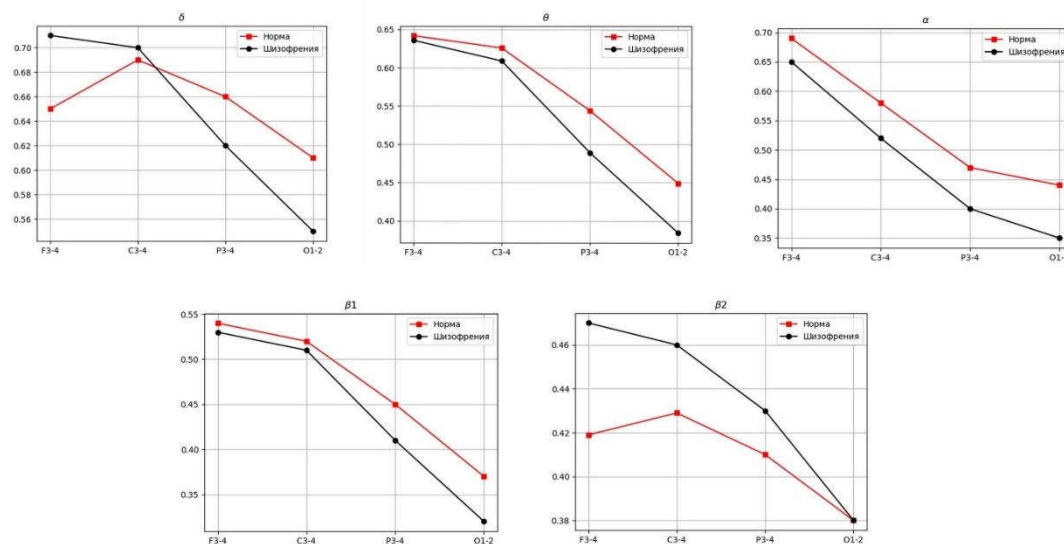 δ
0.70
0.68
0.66
0.64
0.62
0.60
0.58
0.56
F3-4 C3-4 P3-4 O1-2
Норма
Шизофрения
θ
0.65
0.60
0.55
0.50
0.45
0.40
F3-4 C3-4 P3-4 O1-2
Норма
Шизофрения
α
0.70
0.65
0.60
0.55
0.50
0.45
0.40
0.35
F3-4 C3-4 P3-4 O1-
Норма
Шизофрения
β1
0.55
0.50
0.45
0.40
0.35
F3-4 C3-4 P3-4 O1-2
Норма
Шизофрения
β2
0.46
0.44
0.42
0.40
0.38
F3-4 C3-4 P3-4 O1-2
Норма
Шизофрения